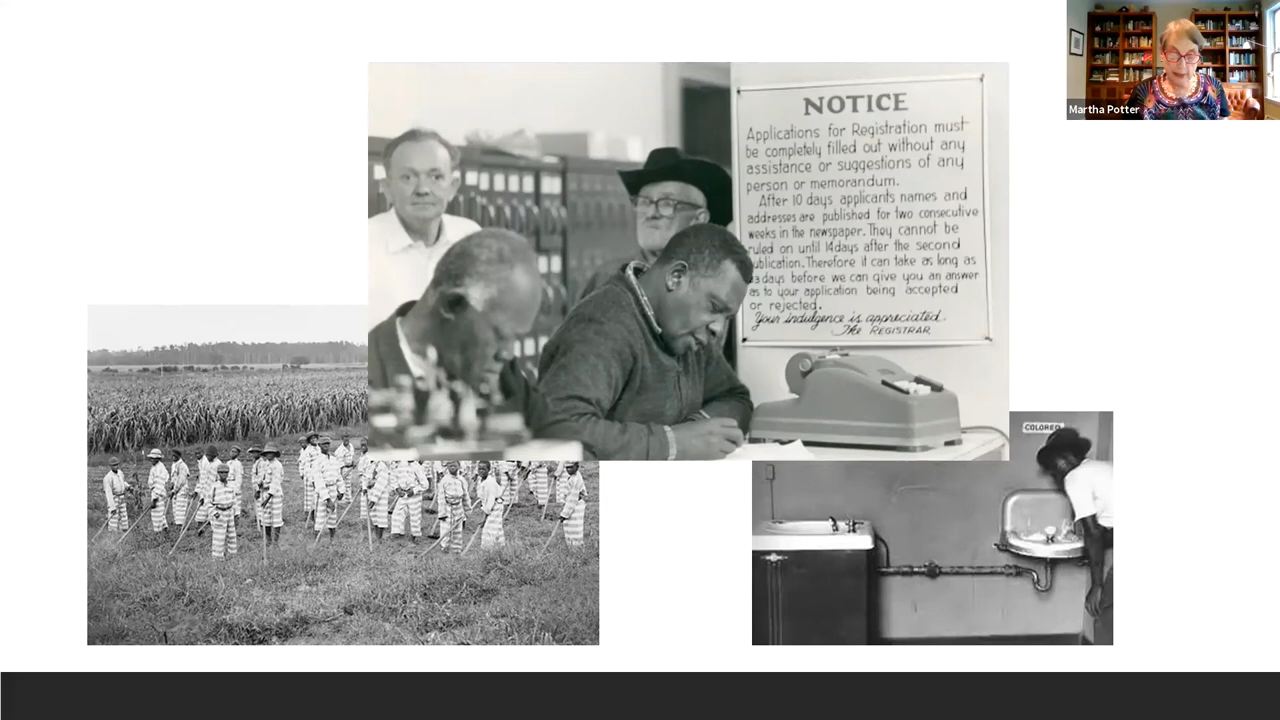 Martha Potter
NOTICE
Applications for Registration must
be completely filled out without any
assistance or suggestions of any
person or memorandum.
After 10 days applicants names and
addresses are published for two consecutive
weeks in the newspaper. They cannot be
ruled on until 14 days after the second
ublication. Therefore it can take as long as
3 days before we can give you an answer
as to your application being accepted
or rejected.
Your indulgence is appreciated.
The REGISTRAR
COLORED